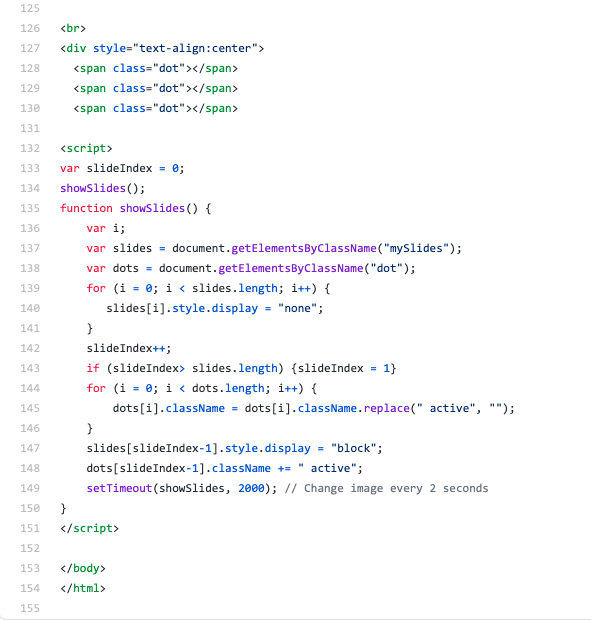 125
126 <br>
127 <div style="text-align:center">
128   <span class="dot"></span>
129   <span class="dot"></span>
130   <span class="dot"></span>
131
132 <script>
133 var slideIndex = 0;
134 showSlides();
135 function showSlides() {
136     var i;
137     var slides = document.getElementsByClassName("mySlides");
138     var dots = document.getElementsByClassName("dot");
139     for (i = 0; i < slides.length; i++) {
140        slides[i].style.display = "none";
141     }
142     slideIndex++;
143     if (slideIndex> slides.length) {slideIndex = 1}
144     for (i = 0; i < dots.length; i++) {
145         dots[i].className = dots[i].className.replace(" active", "");
146     }
147     slides[slideIndex-1].style.display = "block";
148     dots[slideIndex-1].className += " active";
149     setTimeout(showSlides, 2000); // Change image every 2 seconds
150 }
151 </script>
152
153 </body>
154 </html>
155